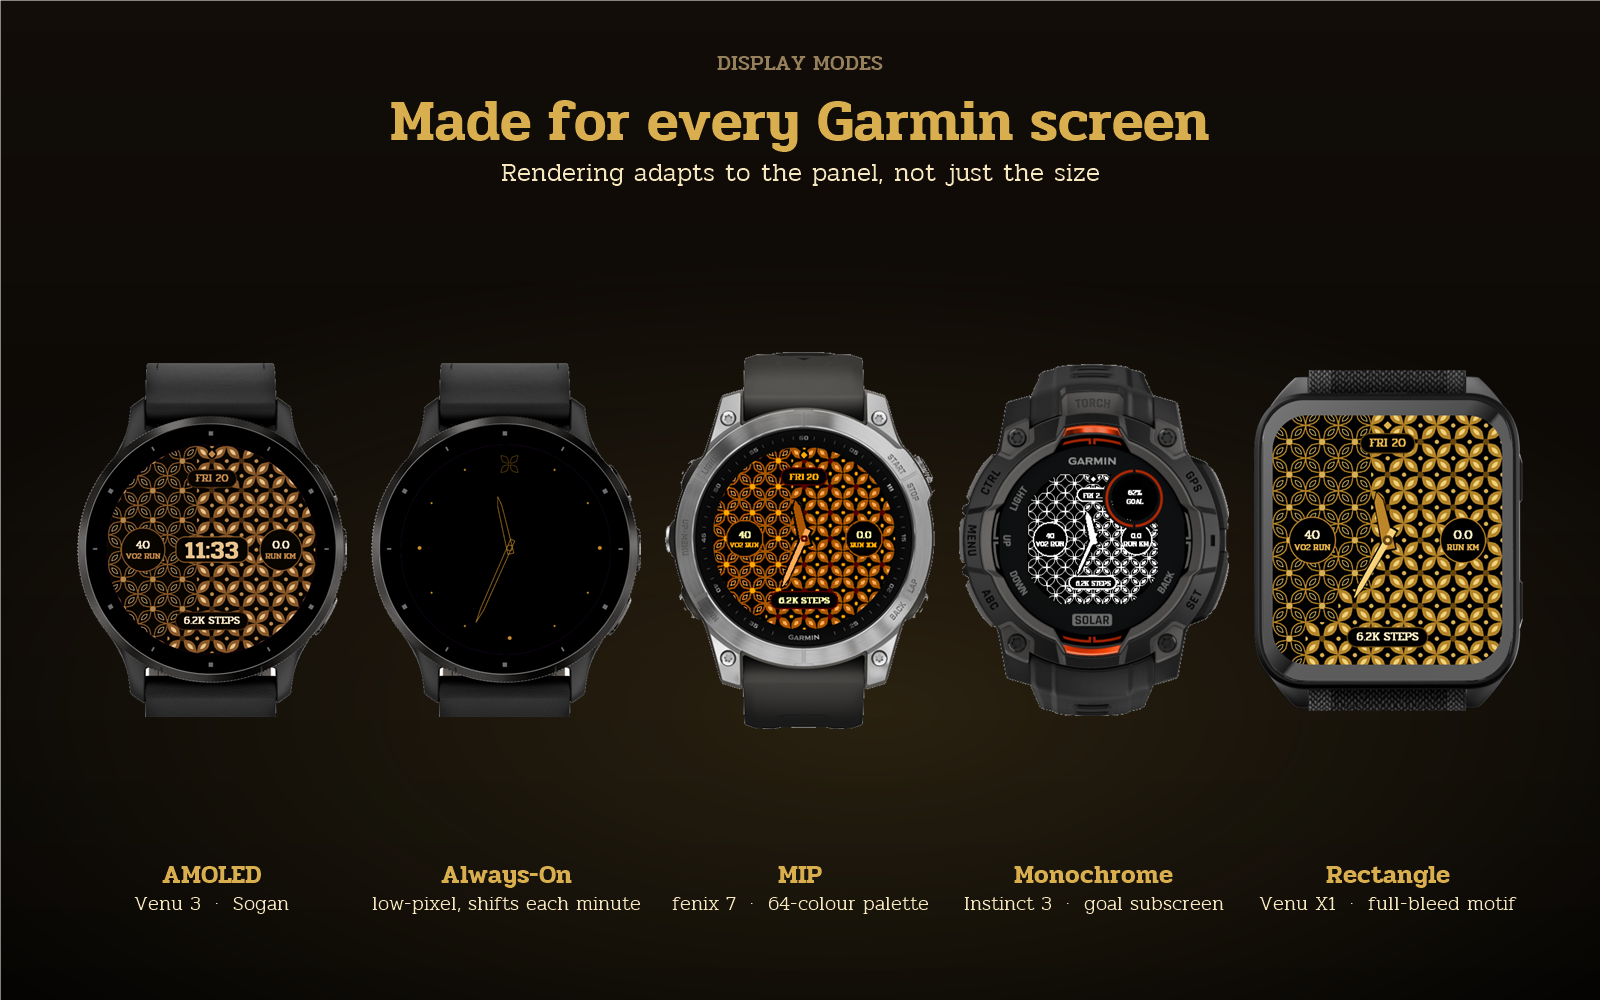 DISPLAY MODES
Made for every Garmin screen
Rendering adapts to the panel, not just the size
FRI 20
40
VO2 RUN
11:33
0.0
RUN KM
6.2K STEPS
60
START
STOP
FRI 20
40
VO2 RUN
0.0
RUN KM
6.2K STEPS
LAP
BACK
GARMIN
TORCH
GARMIN
CTRL
LIGHT
GPS
FRI 2
62%
GOAL
MENU
UP
40
VO2 RUN
0.0
RUN KM
6.2K STEPS
DOWN
ABC
BACK
SET
SOLAR
FRI 20
40
VO2 RUN
0.0
RUN KM
6.2K STEPS
AMOLED
Venu 3 · Sogan
Always-On
low-pixel, shifts each minute
MIP
fenix 7 · 64-colour palette
Monochrome
Instinct 3 · goal subscreen
Rectangle
Venu X1 · full-bleed motif